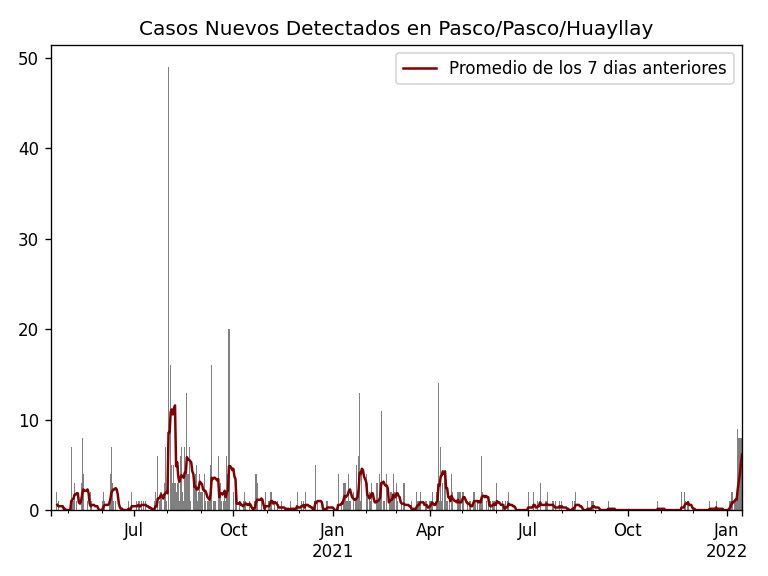 Casos Nuevos Detectados en Pasco/Pasco/Huayllay
Promedio de los 7 dias anteriores
50
40
30
20
10
0
Jul Oct Jan Apr Jul Oct Jan
2021 2022